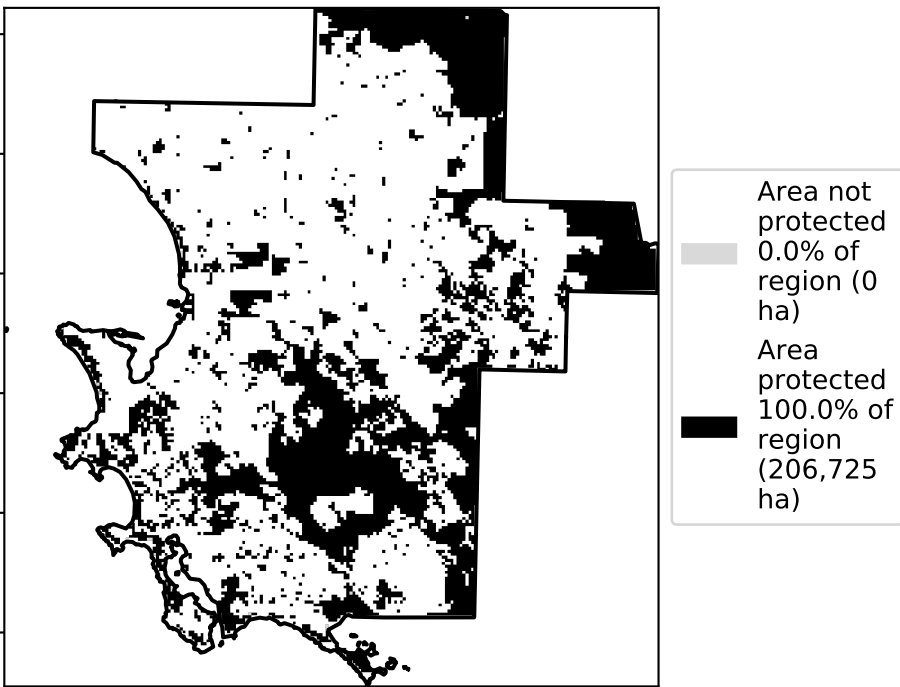 Area not
protected
0.0% of
region (0
ha)
Area
protected
100.0% of
region
(206,725
ha)